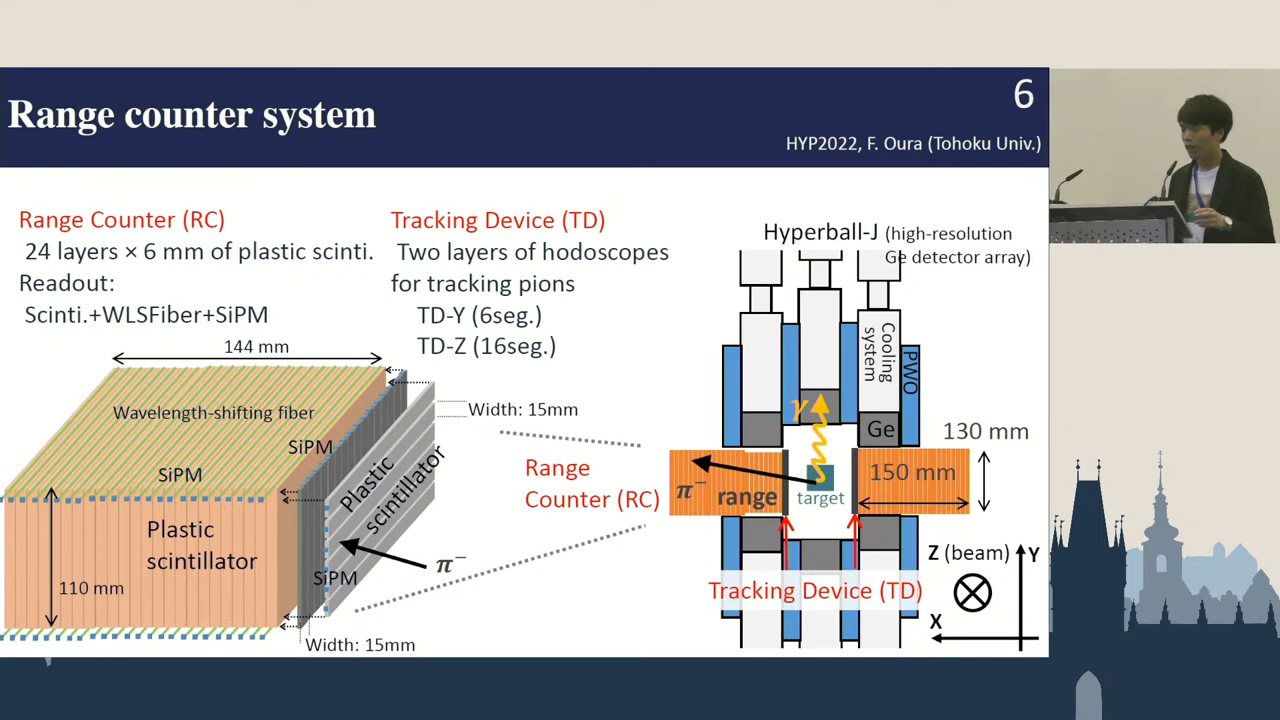 Range counter system
6
HYP2022, F. Oura (Tohoku Univ.)
Range Counter (RC)
24 layers × 6 mm of plastic scinti.
Readout:
Scinti.+WLSFiber+SiPM
Tracking Device (TD)
Two layers of hodoscopes
for tracking pions
TD-Y (6seg.)
TD-Z (16seg.)
144 mm
Wavelength-shifting fiber
SiPM
SiPM
Plastic
scintillator
110 mm
SiPM
Width: 15mm
Width: 15mm
Plastic
scintillator
π⁻
Range
Counter (RC)
Hyperball-J (high-resolution
Ge detector array)
Cooling
system
PWO
γ
Ge
130 mm
150 mm
π⁻
range
target
Tracking Device (TD)
Z (beam)
Y
X